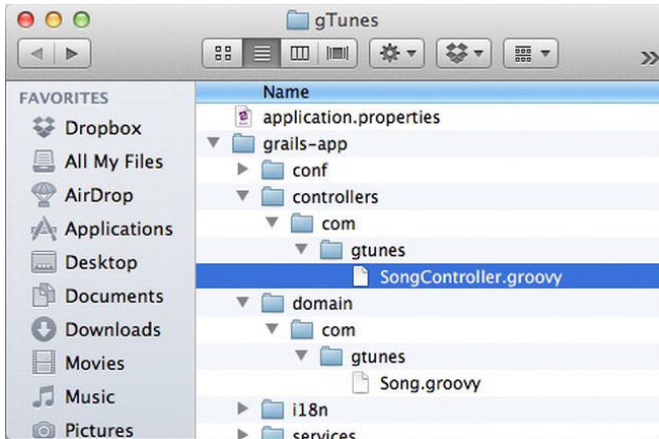 gTunes
FAVORITES
Dropbox
All My Files
AirDrop
Applications
Desktop
Documents
Downloads
Movies
Music
Pictures
Name
application.properties
grails-app
conf
controllers
com
gtunes
SongController.groovy
domain
com
gtunes
Song.groovy
i18n
services